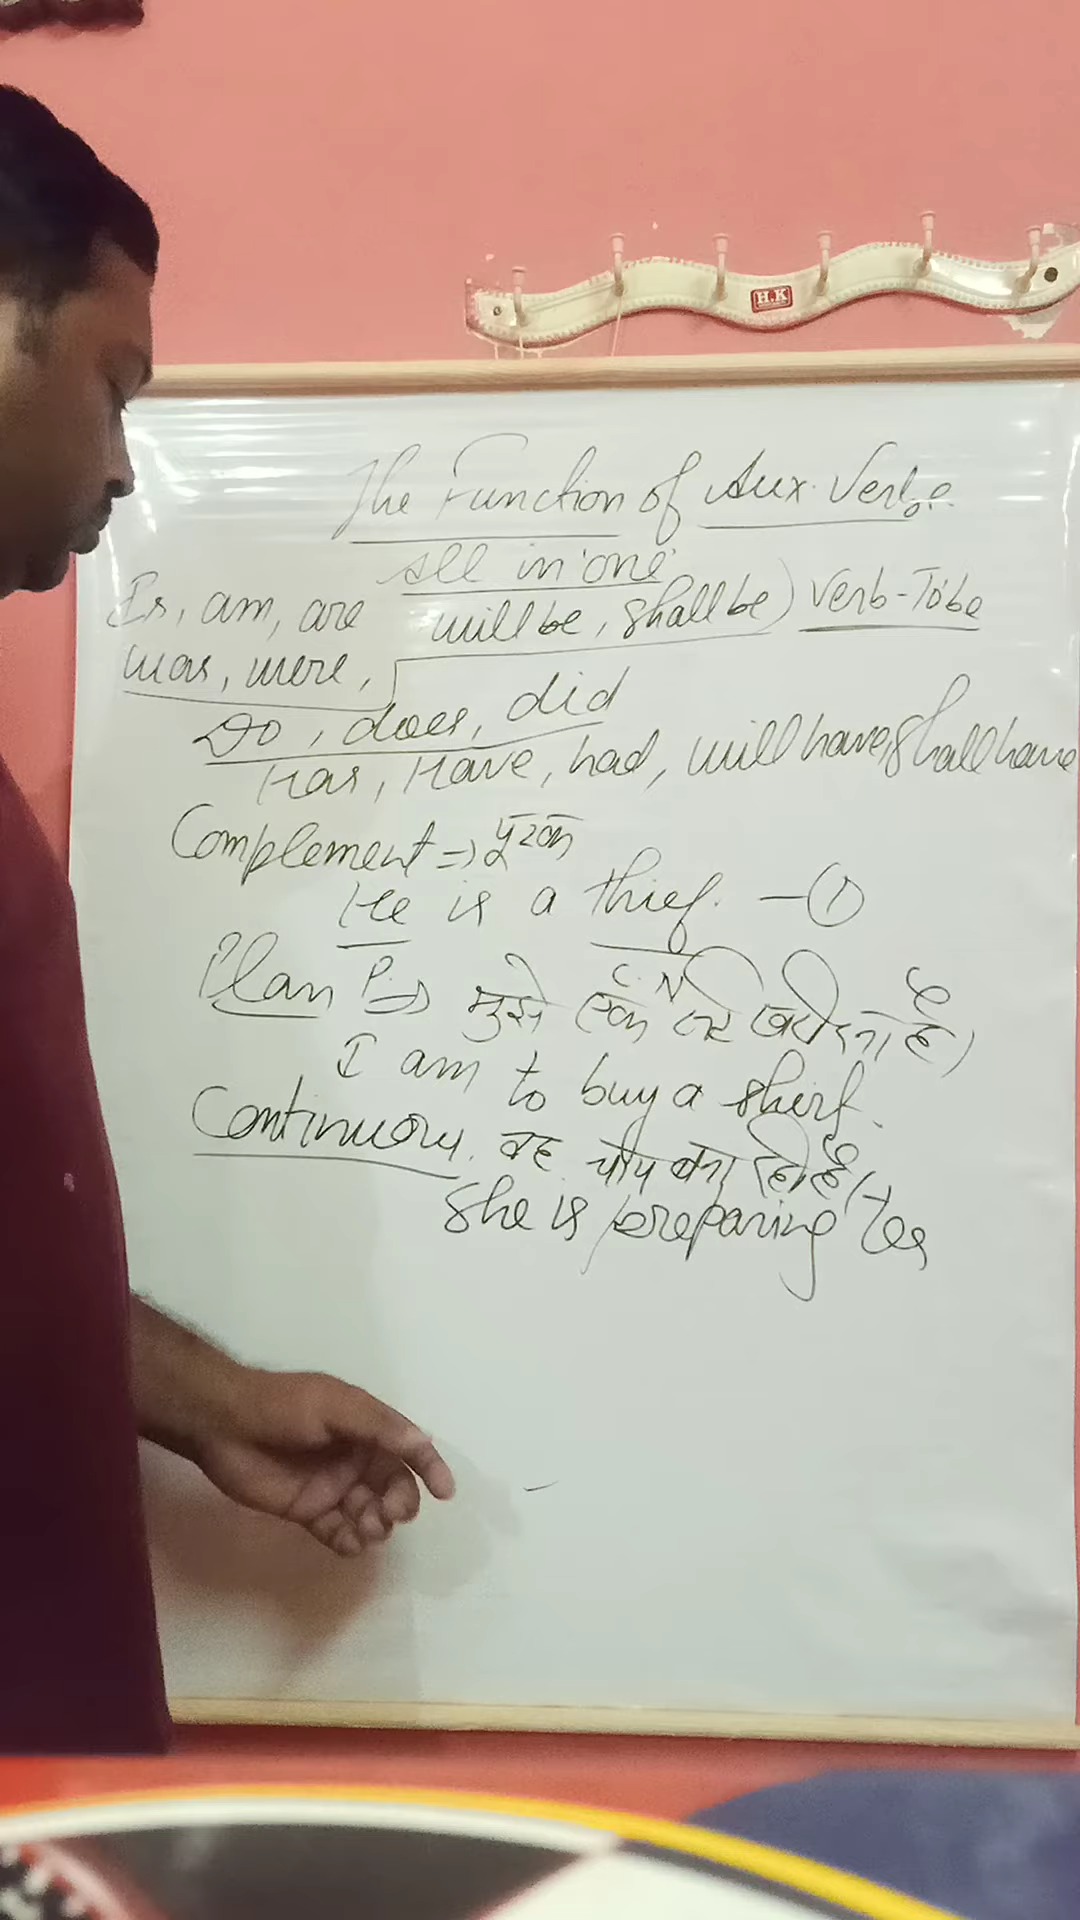 H.K
The Function of Aux. Verbs.
All in 'one'
Is, am, are will be, shall be) Verb-To be
was, were,
Do, does, did
Has, Have, had, will have, shall have
Complement => पूरक
He is a thief. - ①
P. C. N
Plan => मुझे एक शर्ट खरीदना है।
I am to buy a shirt.
Continuous. वह चाय बना रही है।
She is preparing tea